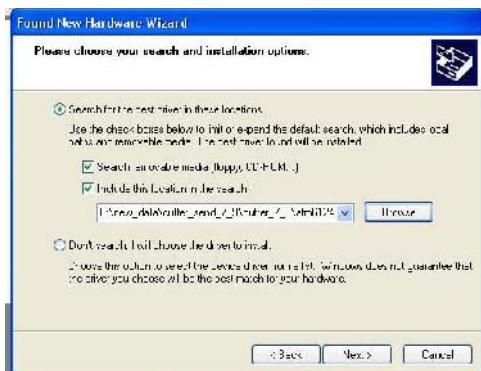 Found New Hardware Wizard
Please choose your search and installation options.
Search for the best driver in these locations.
Use the check boxes below to limit or expand the default search, which includes local
paths and removable media. The best driver found will be installed.
Search removable media (floppy, CD-ROM...)
Include this location in the search:
Browse
Don't search. I will choose the driver to install.
Choose this option to select the device driver from a list. Windows does not guarantee that
the driver you choose will be the best match for your hardware.
< Back
Next >
Cancel